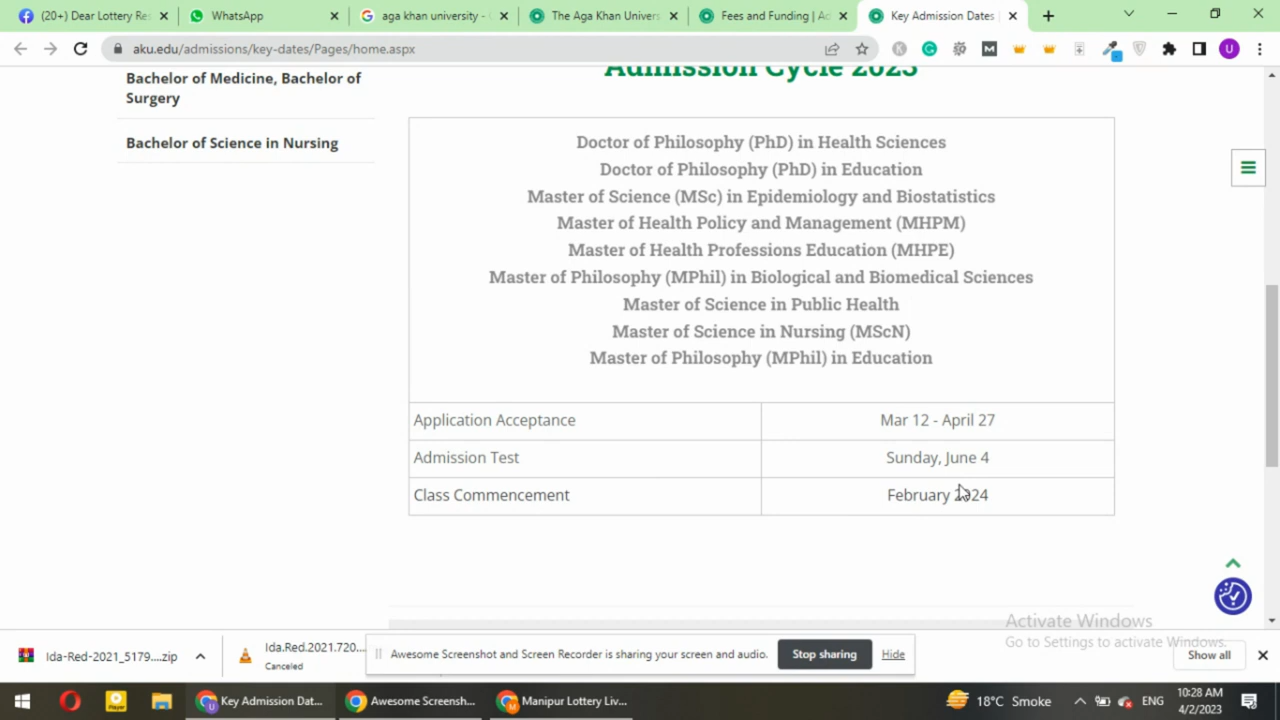 (20+) Dear Lottery Re
WhatsApp
aga khan university -
The Aga Khan Univers
Fees and Funding | Ad
Key Admission Dates
aku.edu/admissions/key-dates/Pages/home.aspx
U
Admission Cycle 2023
Bachelor of Medicine, Bachelor of
Surgery
Bachelor of Science in Nursing
Doctor of Philosophy (PhD) in Health Sciences
Doctor of Philosophy (PhD) in Education
Master of Science (MSc) in Epidemiology and Biostatistics
Master of Health Policy and Management (MHPM)
Master of Health Professions Education (MHPE)
Master of Philosophy (MPhil) in Biological and Biomedical Sciences
Master of Science in Public Health
Master of Science in Nursing (MScN)
Master of Philosophy (MPhil) in Education
Application Acceptance Mar 12 - April 27
Admission Test Sunday, June 4
Class Commencement February 2024
Activate Windows
Go to Settings to activate Windows.
Ida-Red-2021_5179....zip
Ida.Red.2021.720...
Canceled
Awesome Screenshot and Screen Recorder is sharing your screen and audio.
Stop sharing
Hide
Show all
Key Admission Dat...
Awesome Screensh...
Manipur Lottery Liv...
18°C Smoke
ENG
10:28 AM
4/2/2023